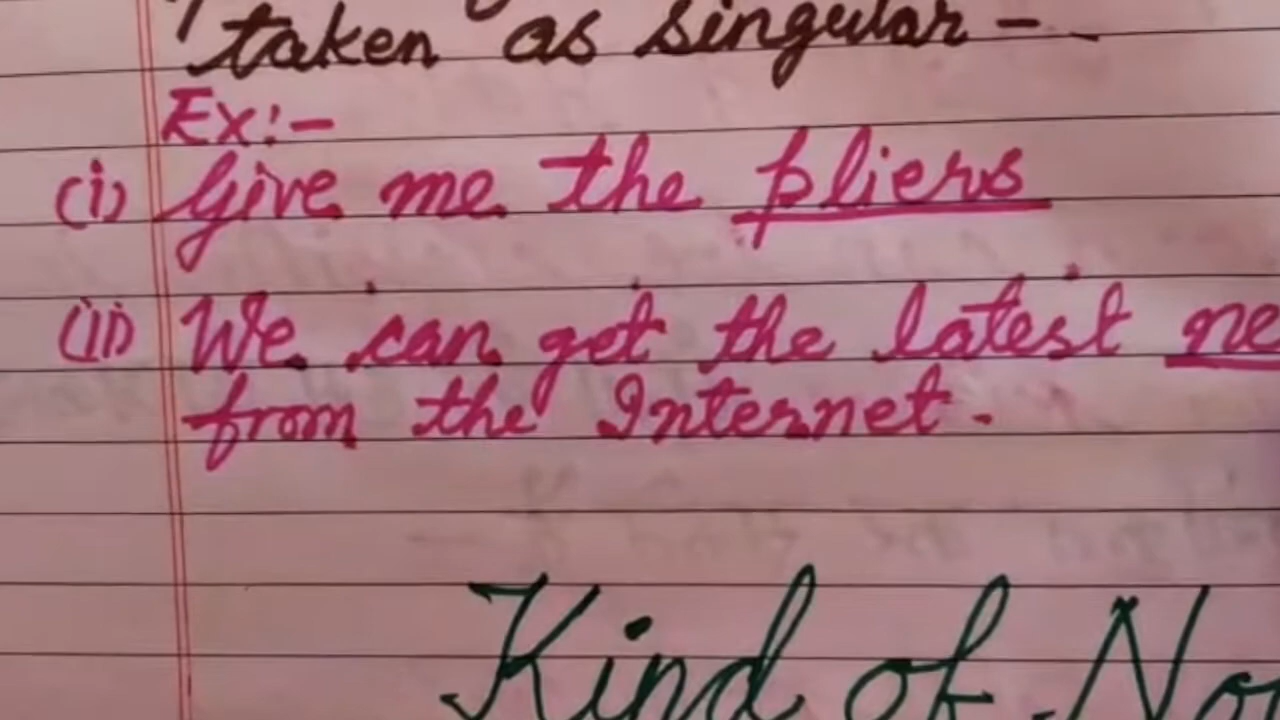 taken as singular -
Ex:-
(i) Give me the pliers
(ii) We can get the latest
from the Internet.
Kind of